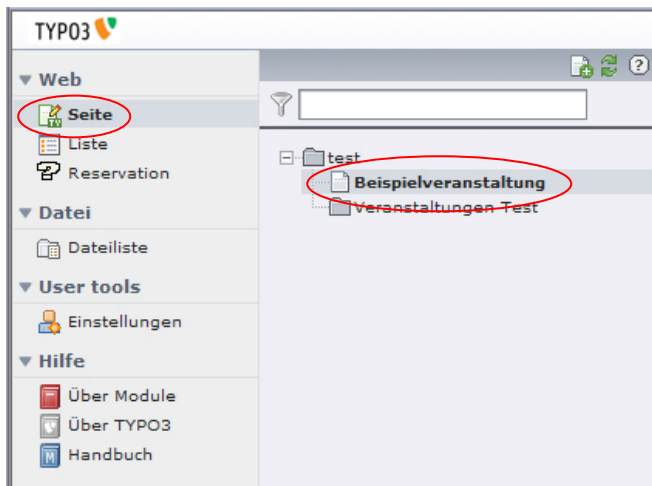 TYPO3
Web
Seite
Liste
Reservation
Datei
Dateiliste
User tools
Einstellungen
Hilfe
Über Module
Über TYPO3
Handbuch
test
Beispielveranstaltung
Veranstaltungen Test